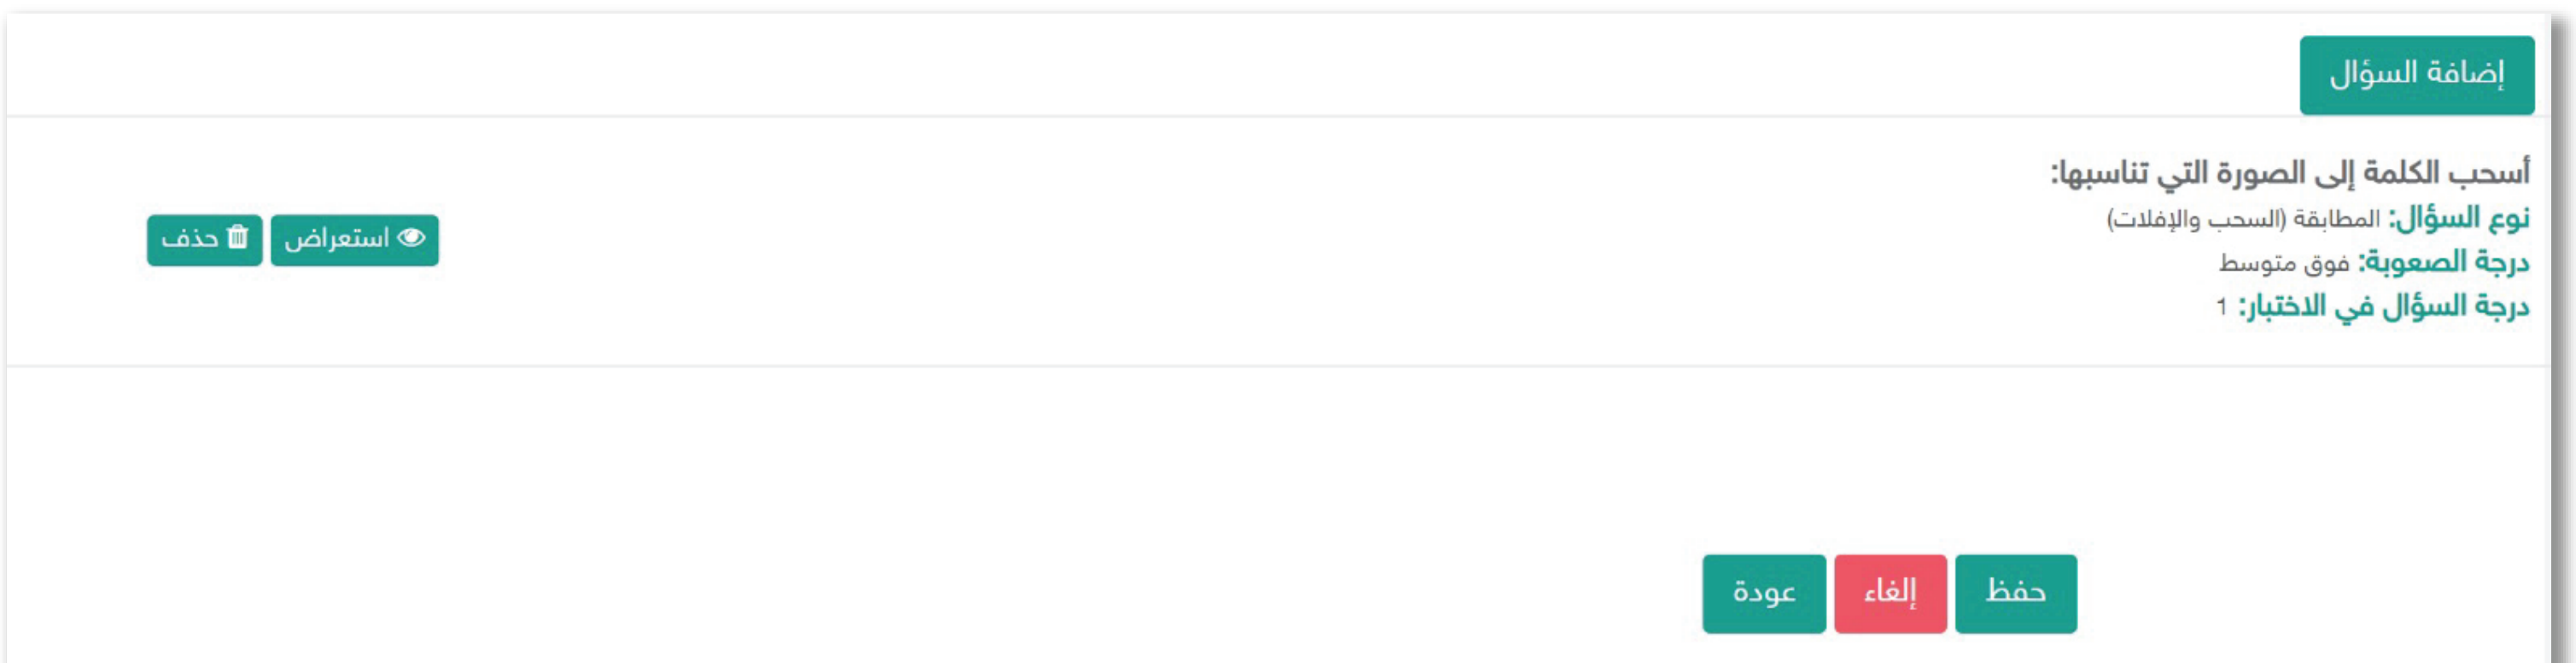 إضافة السؤال
أسحب الكلمة إلى الصورة التي تناسبها:
نوع السؤال: المطابقة (السحب والإفلات)
درجة الصعوبة: فوق متوسط
درجة السؤال في الاختبار: 1
استعراض
حذف
حفظ
إلغاء
عودة